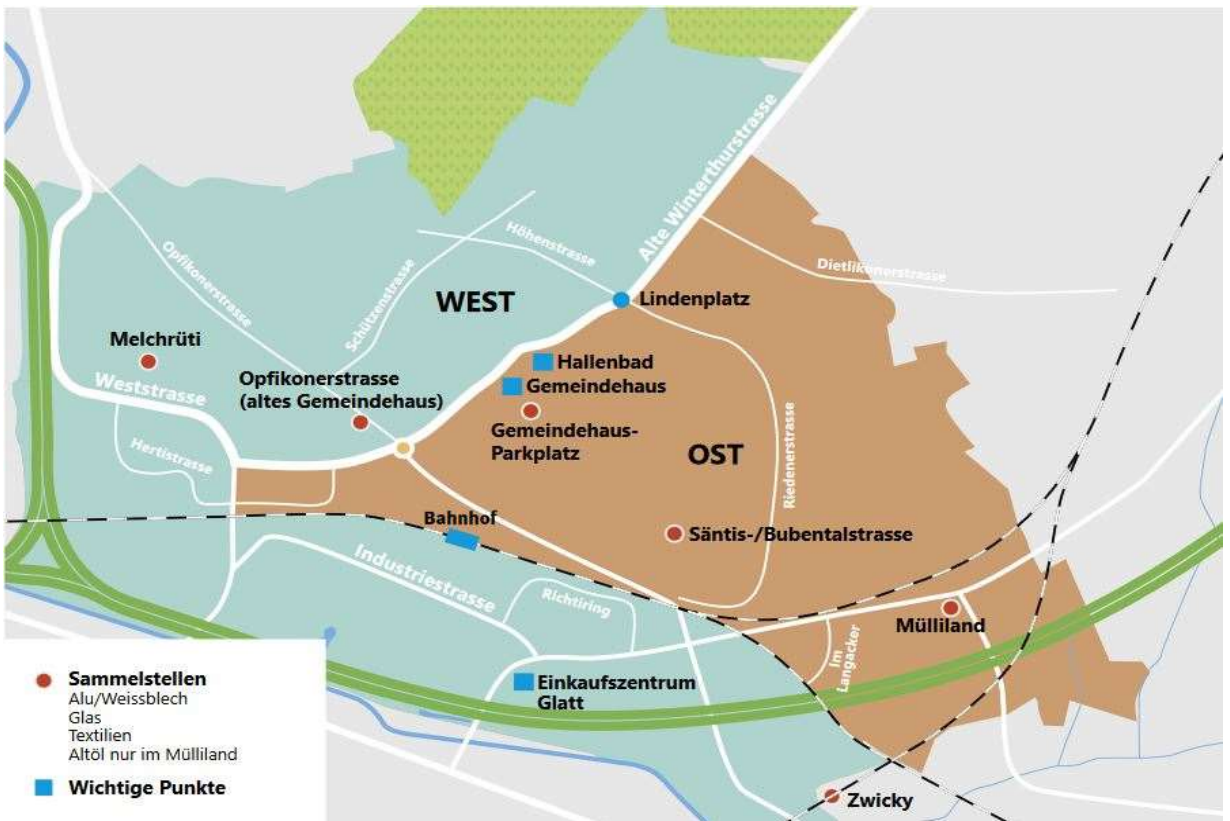 Alte Winterthurstrasse
Höhenstrasse
Opfikonerstrasse
Schützenstrasse
Dietlikonerstrasse
WEST
Lindenplatz
Melchrüti
Hallenbad
Weststrasse
Opfikonerstrasse
(altes Gemeindehaus)
Gemeindehaus
Gemeindehaus-
Parkplatz
Hertistrasse
OST
Riedenerstrasse
Bahnhof
Säntis-/Bubentalstrasse
Industriestrasse
Richtiring
Mülliland
Im
Langacker
Einkaufszentrum
Glatt
Zwicky
Sammelstellen
Alu/Weissblech
Glas
Textilien
Altöl nur im Mülliland
Wichtige Punkte